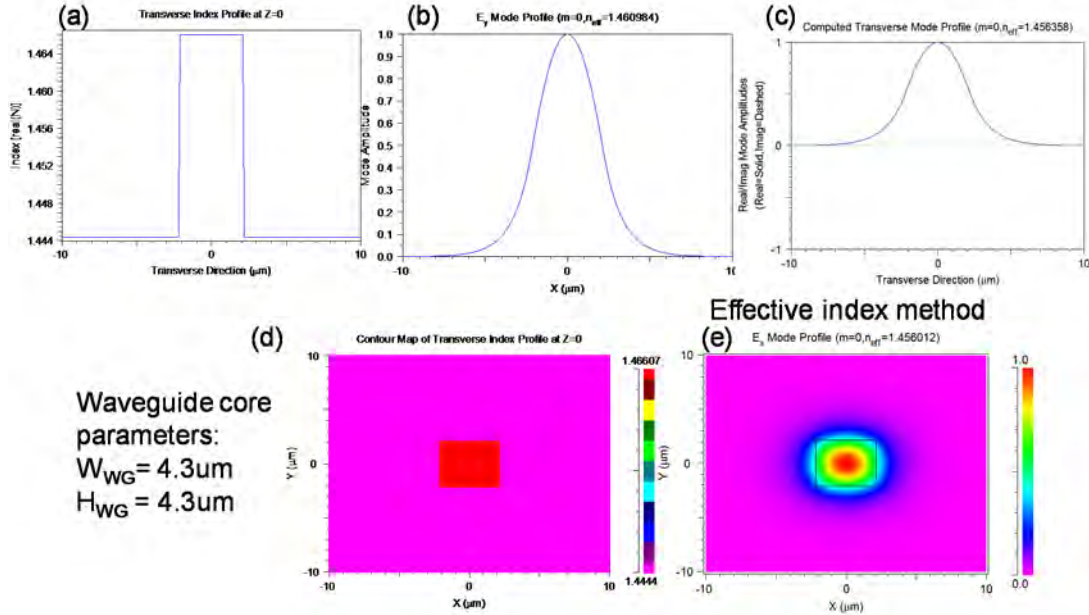 (a)
Transverse Index Profile at Z=0
Index [real(N)]
1.464
1.460
1.456
1.452
1.448
1.444
-10
0
10
Transverse Direction (μm)
(b)
Ey Mode Profile (m=0,neff=1.460984)
Mode Amplitude
1.0
0.9
0.8
0.7
0.6
0.5
0.4
0.3
0.2
0.1
0.0
-10
0
10
X (μm)
(c)
Computed Transverse Mode Profile (m=0,neff=1.456358)
Real/Imag Mode Amplitudes
(Real=Solid,Imag=Dashed)
1
0
-1
-10
0
10
Transverse Direction (μm)
Effective index method
Waveguide core
parameters:
WWG= 4.3um
HWG = 4.3um
(d)
Contour Map of Transverse Index Profile at Z=0
Y (μm)
10
0
-10
-10
0
10
X (μm)
1.46607
1.4444
(e)
Ex Mode Profile (m=0,neff=1.456012)
Y (μm)
10
0
-10
-10
0
10
X (μm)
1.0
0.0